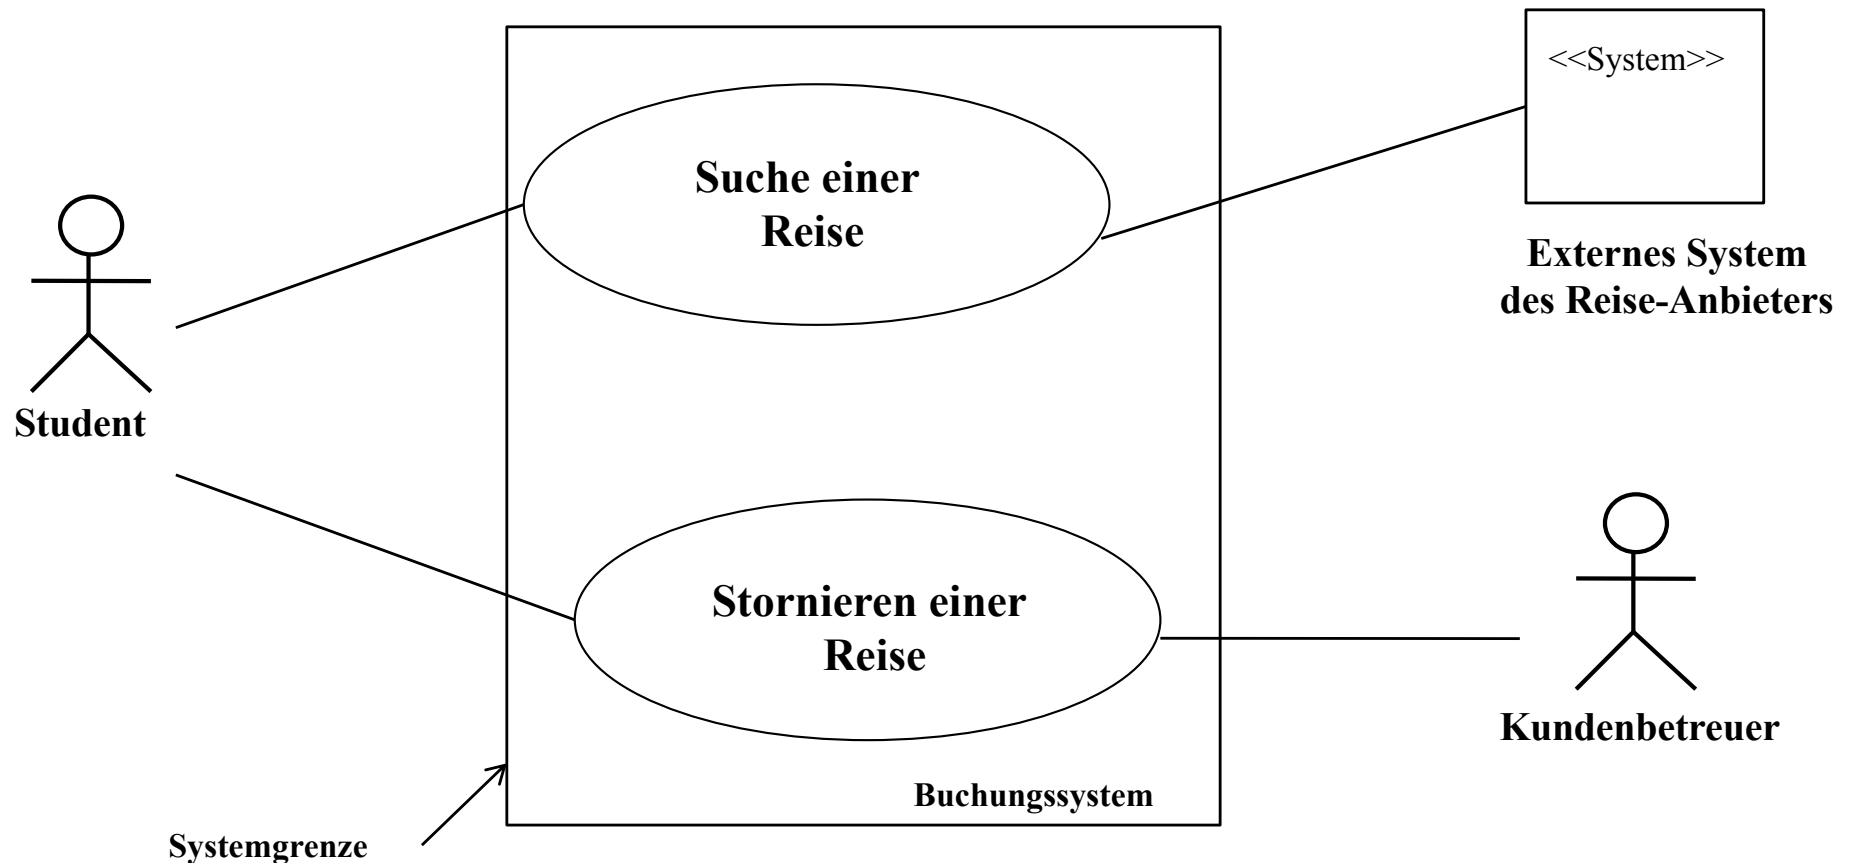 <<System>>
Suche einer
Reise
Externes System
des Reise-Anbieters
Student
Stornieren einer
Reise
Kundenbetreuer
Buchungssystem
Systemgrenze